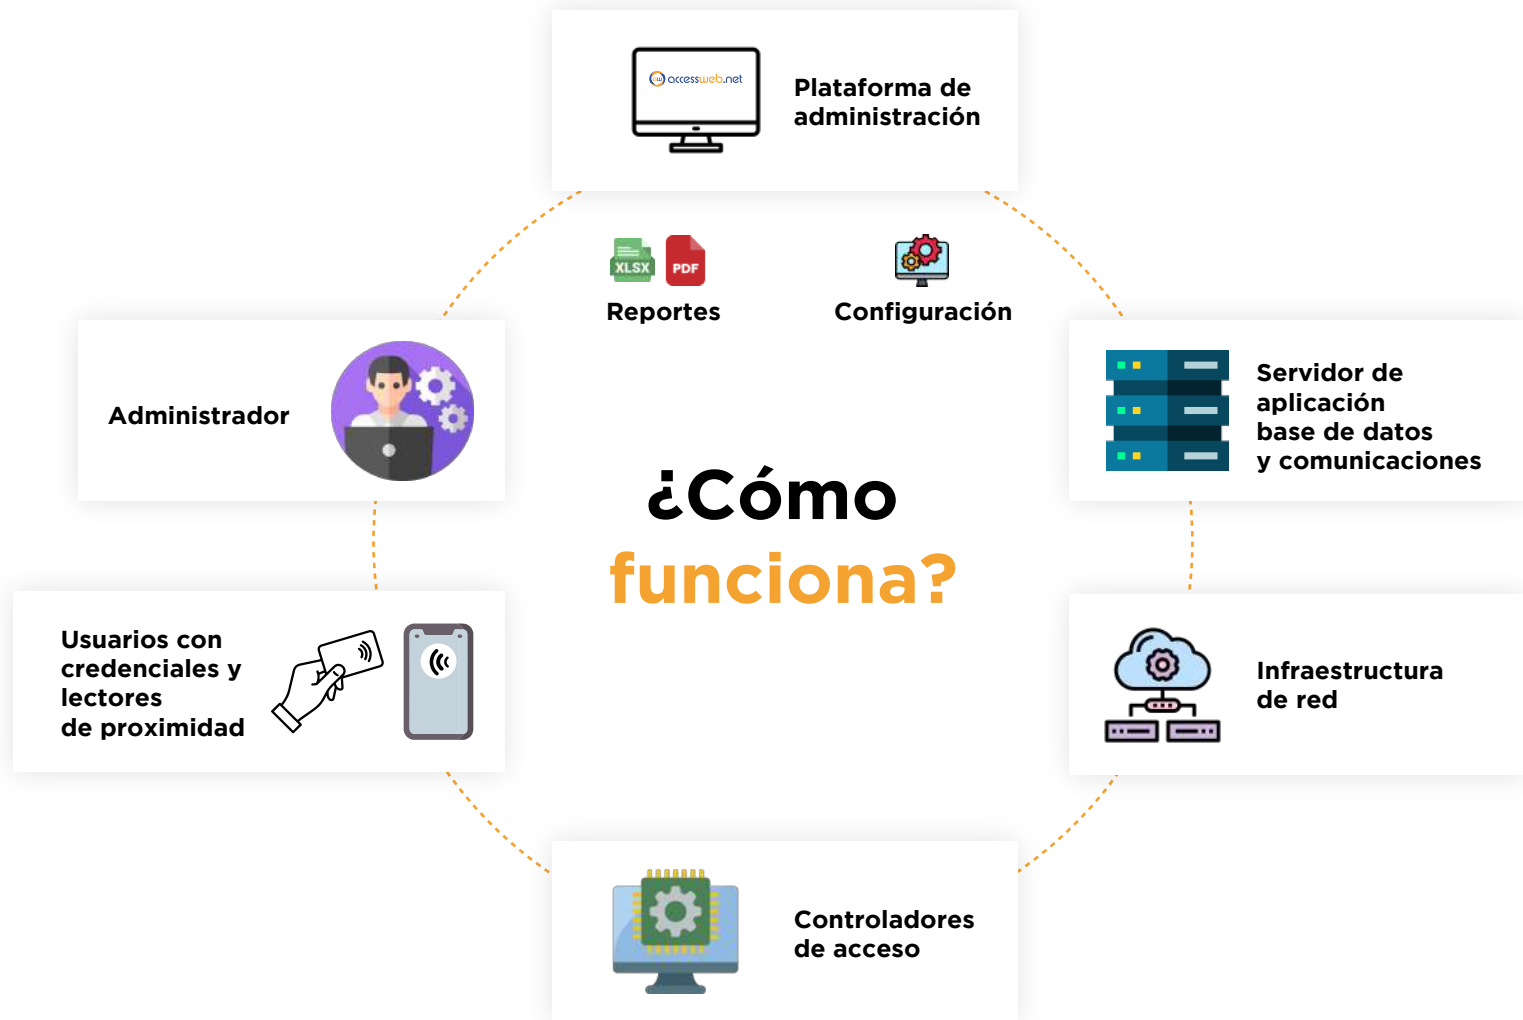 accessweb.net
Plataforma de
administración
XLSX
PDF
Reportes
Configuración
Administrador
Servidor de
aplicación
base de datos
y comunicaciones
¿Cómo
funciona?
Usuarios con
credenciales y
lectores
de proximidad
Infraestructura
de red
Controladores
de acceso